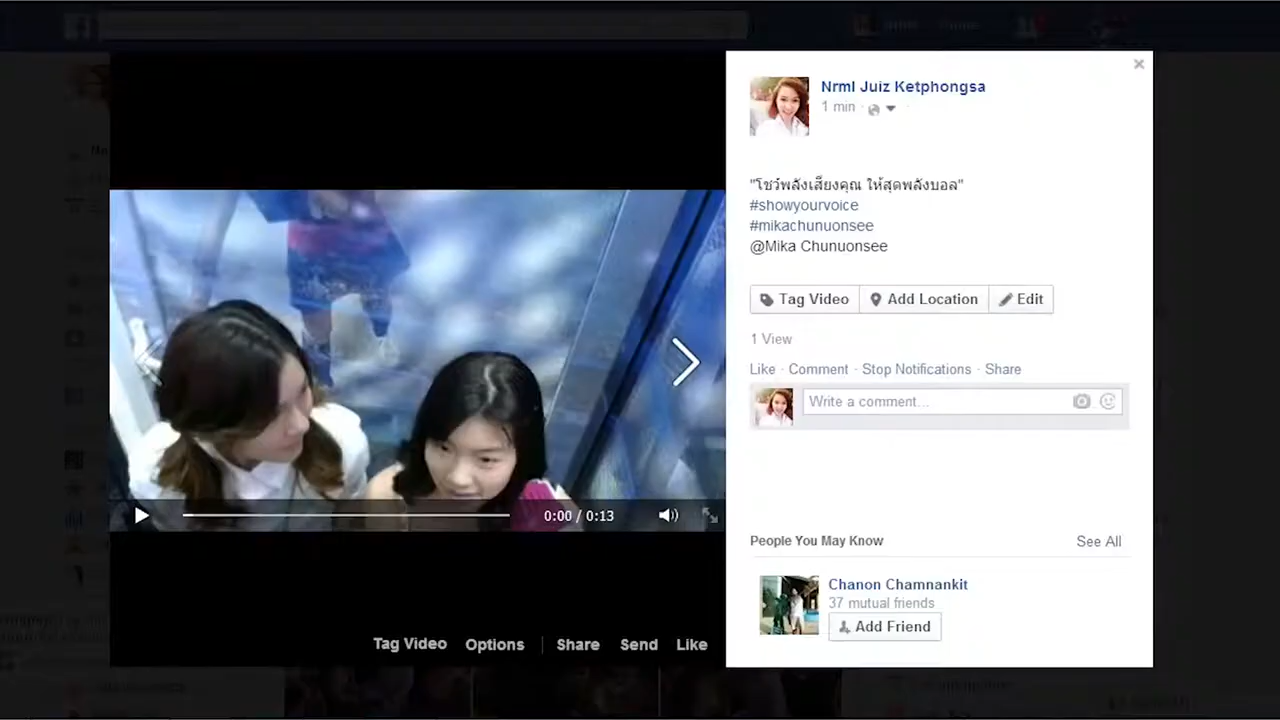 Nrml Juiz Ketphongsa
1 min
"โชว์พลังเสียงคุณ ให้สุดพลังบอล"
#showyourvoice
#mikachunuonsee
@Mika Chunuonsee
Tag Video
Add Location
Edit
1 View
Like · Comment · Stop Notifications · Share
Write a comment...
0:00 / 0:13
People You May Know
See All
Chanon Chamnankit
37 mutual friends
Add Friend
Tag Video
Options
Share
Send
Like